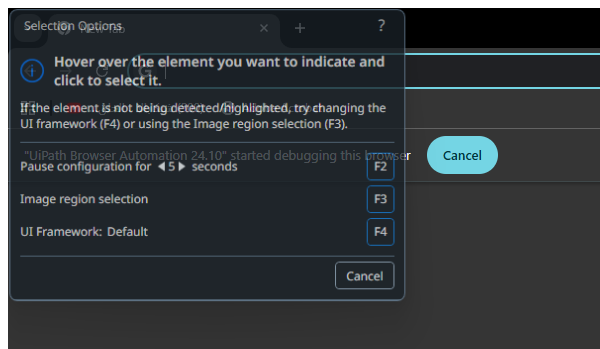 Selection Options
New Tab
?
Hover over the element you want to indicate and
click to select it.
If the element is not being detected/highlighted, try changing the
UI framework (F4) or using the Image region selection (F3).
"UiPath Browser Automation 24.10" started debugging this browser
Cancel
Pause configuration for 5 seconds
F2
Image region selection
F3
UI Framework: Default
F4
Cancel